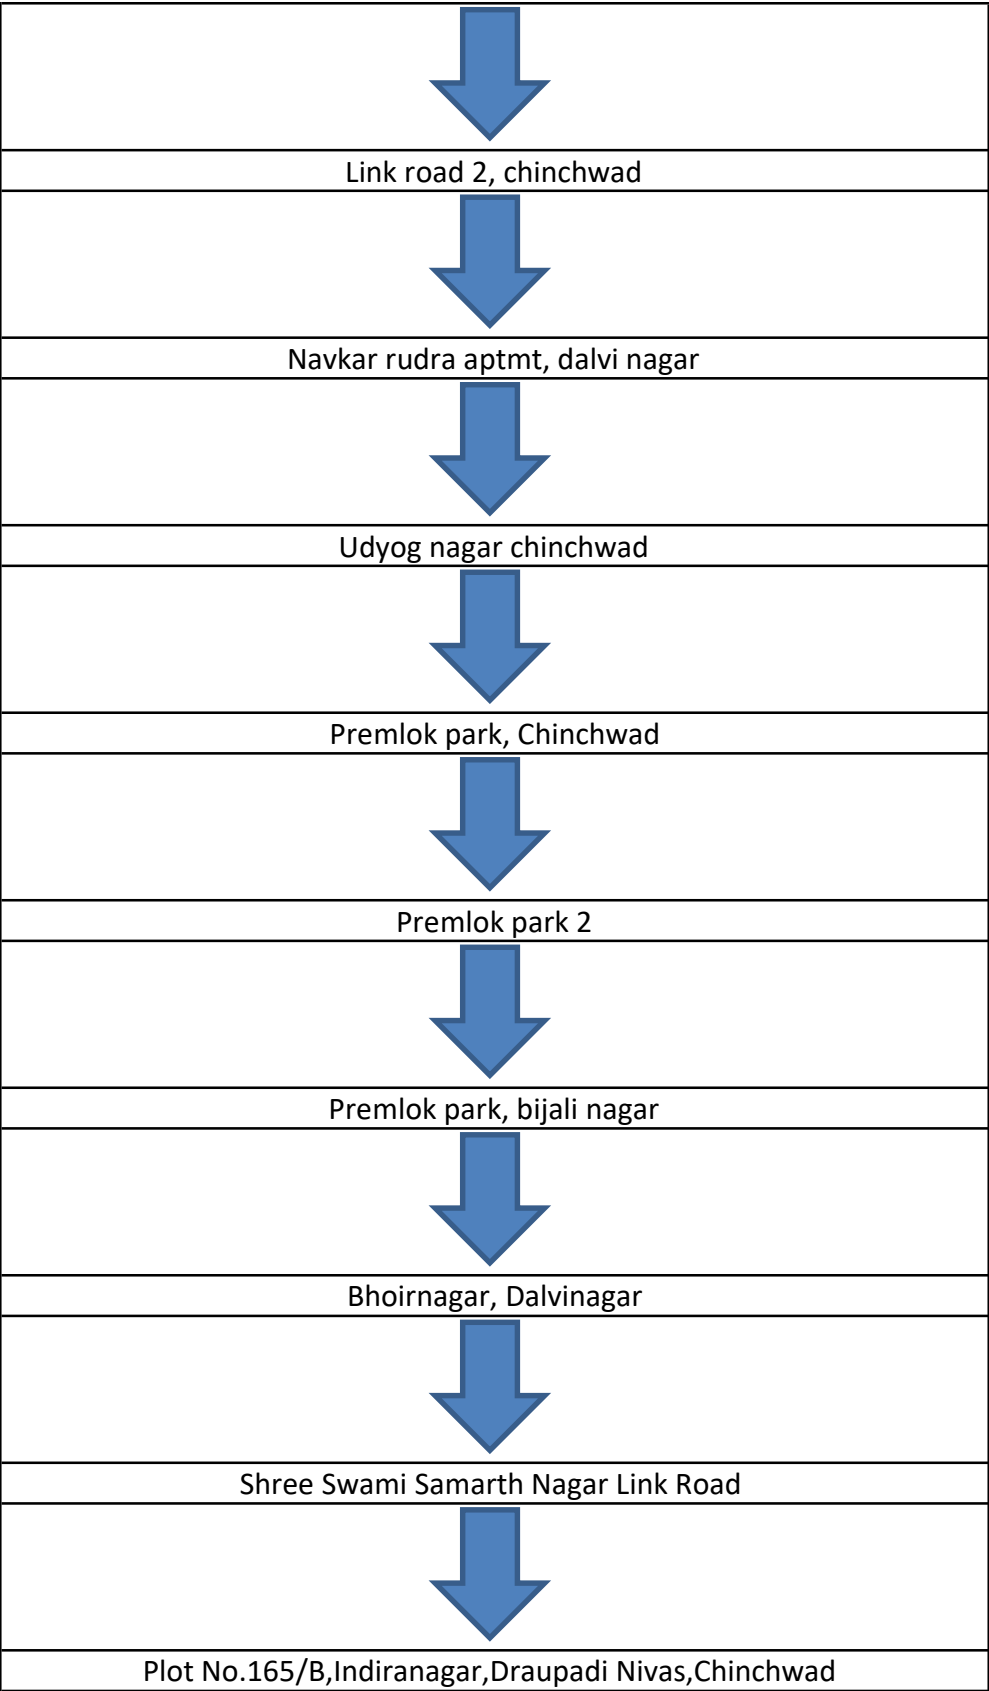 Link road 2, chinchwad
Navkar rudra aptmt, dalvi nagar
Udyog nagar chinchwad
Premlok park, Chinchwad
Premlok park 2
Premlok park, bijali nagar
Bhoirnagar, Dalvinagar
Shree Swami Samarth Nagar Link Road
Plot No.165/B,Indiranagar,Draupadi Nivas,Chinchwad